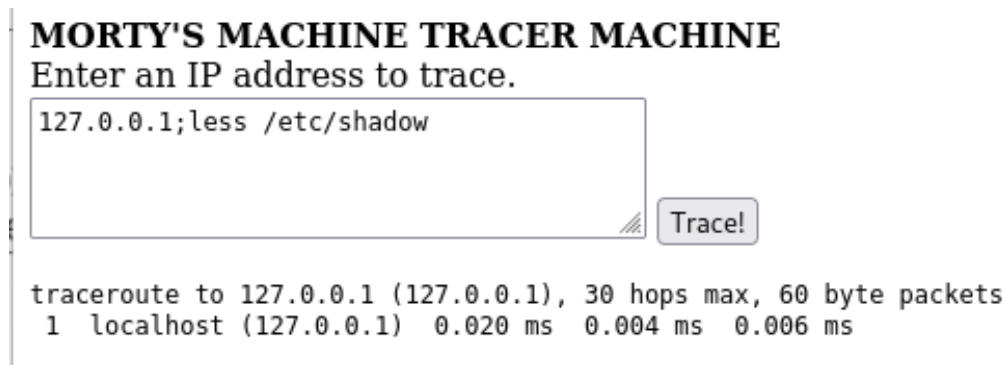 MORTY'S MACHINE TRACER MACHINE
Enter an IP address to trace.
127.0.0.1;less /etc/shadow
Trace!
traceroute to 127.0.0.1 (127.0.0.1), 30 hops max, 60 byte packets
 1  localhost (127.0.0.1)  0.020 ms  0.004 ms  0.006 ms